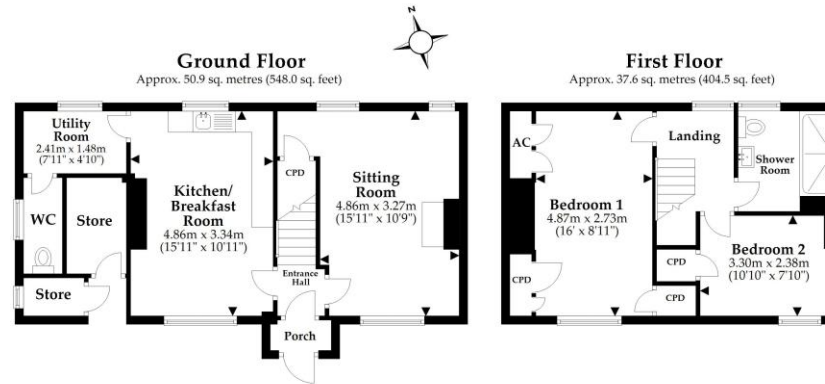 N
Ground Floor
Approx. 50.9 sq. metres (548.0 sq. feet)
Utility
Room
2.41m x 1.48m
(7'11" x 4'10")
WC
Store
Store
Kitchen/
Breakfast
Room
4.86m x 3.34m
(15'11" x 10'11")
CPD
Sitting
Room
4.86m x 3.27m
(15'11" x 10'9")
Entrance
Hall
Porch
First Floor
Approx. 37.6 sq. metres (404.5 sq. feet)
AC
Bedroom 1
4.87m x 2.73m
(16' x 8'11")
CPD
Landing
Shower
Room
CPD
CPD
Bedroom 2
3.30m x 2.38m
(10'10" x 7'10")